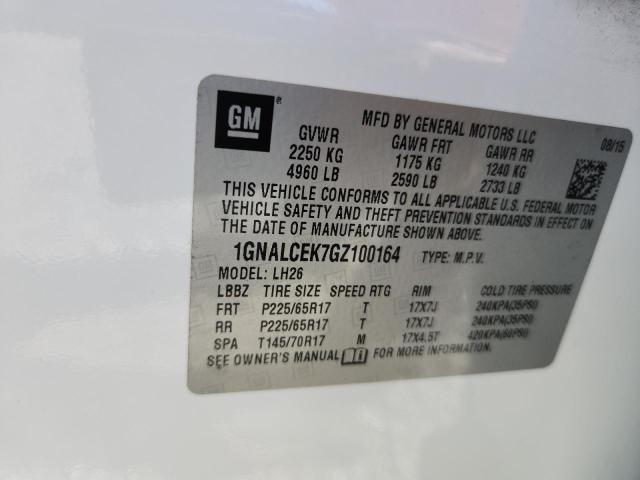 GM®
MFD BY GENERAL MOTORS LLC 08/15
GVWR GAWR FRT GAWR RR
2250 KG 1175 KG 1240 KG
4960 LB 2590 LB 2733 LB
THIS VEHICLE CONFORMS TO ALL APPLICABLE U.S. FEDERAL MOTOR
VEHICLE SAFETY AND THEFT PREVENTION STANDARDS IN EFFECT ON
THE DATE OF MANUFACTURE SHOWN ABOVE.
1GNALCEK7GZ100164 TYPE: M.P.V.
MODEL: LH26
LBBZ TIRE SIZE SPEED RTG RIM COLD TIRE PRESSURE
FRT P225/65R17 T 17X7J 240KPA(35PSI)
RR P225/65R17 T 17X7J 240KPA(35PSI)
SPA T145/70R17 M 17X4.5T 420KPA(60PSI)
SEE OWNER'S MANUAL FOR MORE INFORMATION.